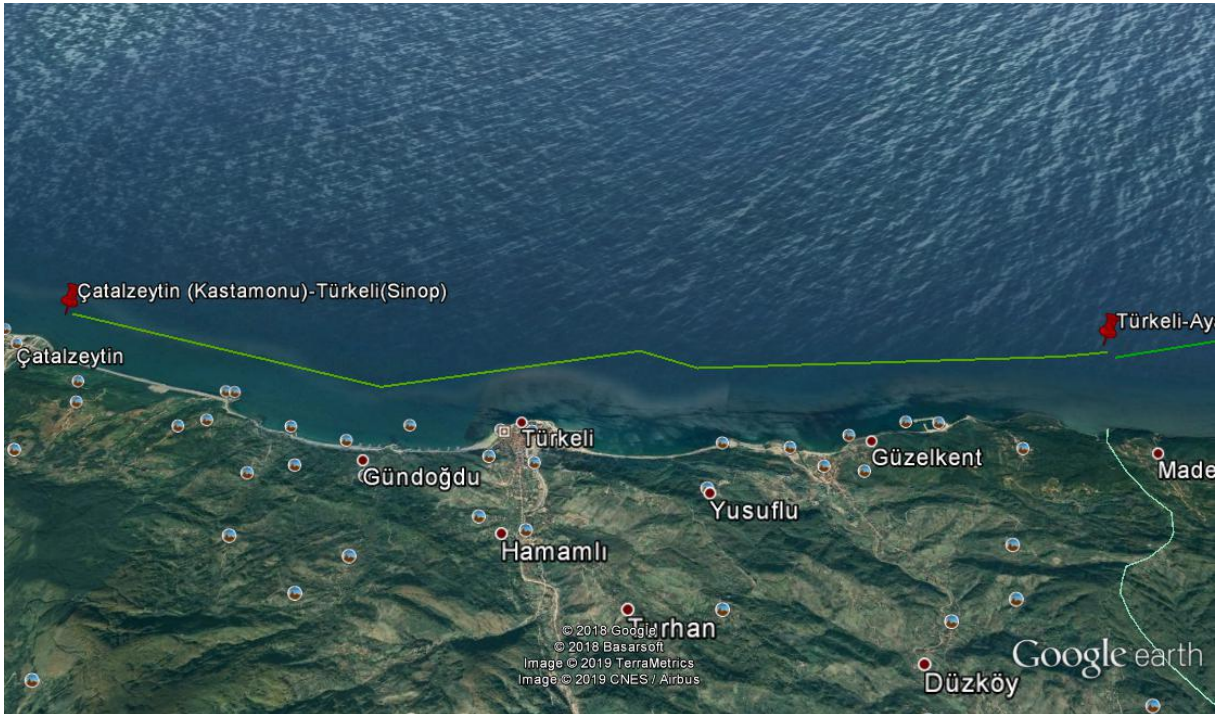 Çatalzeytin (Kastamonu)-Türkeli(Sinop)
Türkeli-Ay
Çatalzeytin
Türkeli
Güzelkent
Gündoğdu
Made
Yusuflu
Hamamlı
Turhan
© 2018 Google
© 2018 Basarsoft
Image © 2019 TerraMetrics
Image © 2019 CNES / Airbus
Google earth
Düzköy